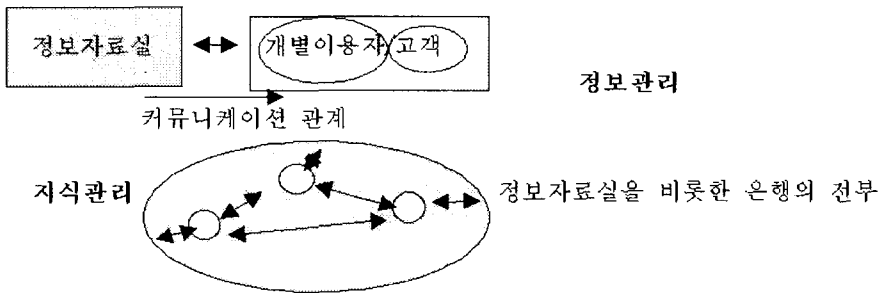 정보자료실
개별이용자/고객
정보관리
커뮤니케이션 관계
지식관리
정보자료실을 비롯한 은행의 전부